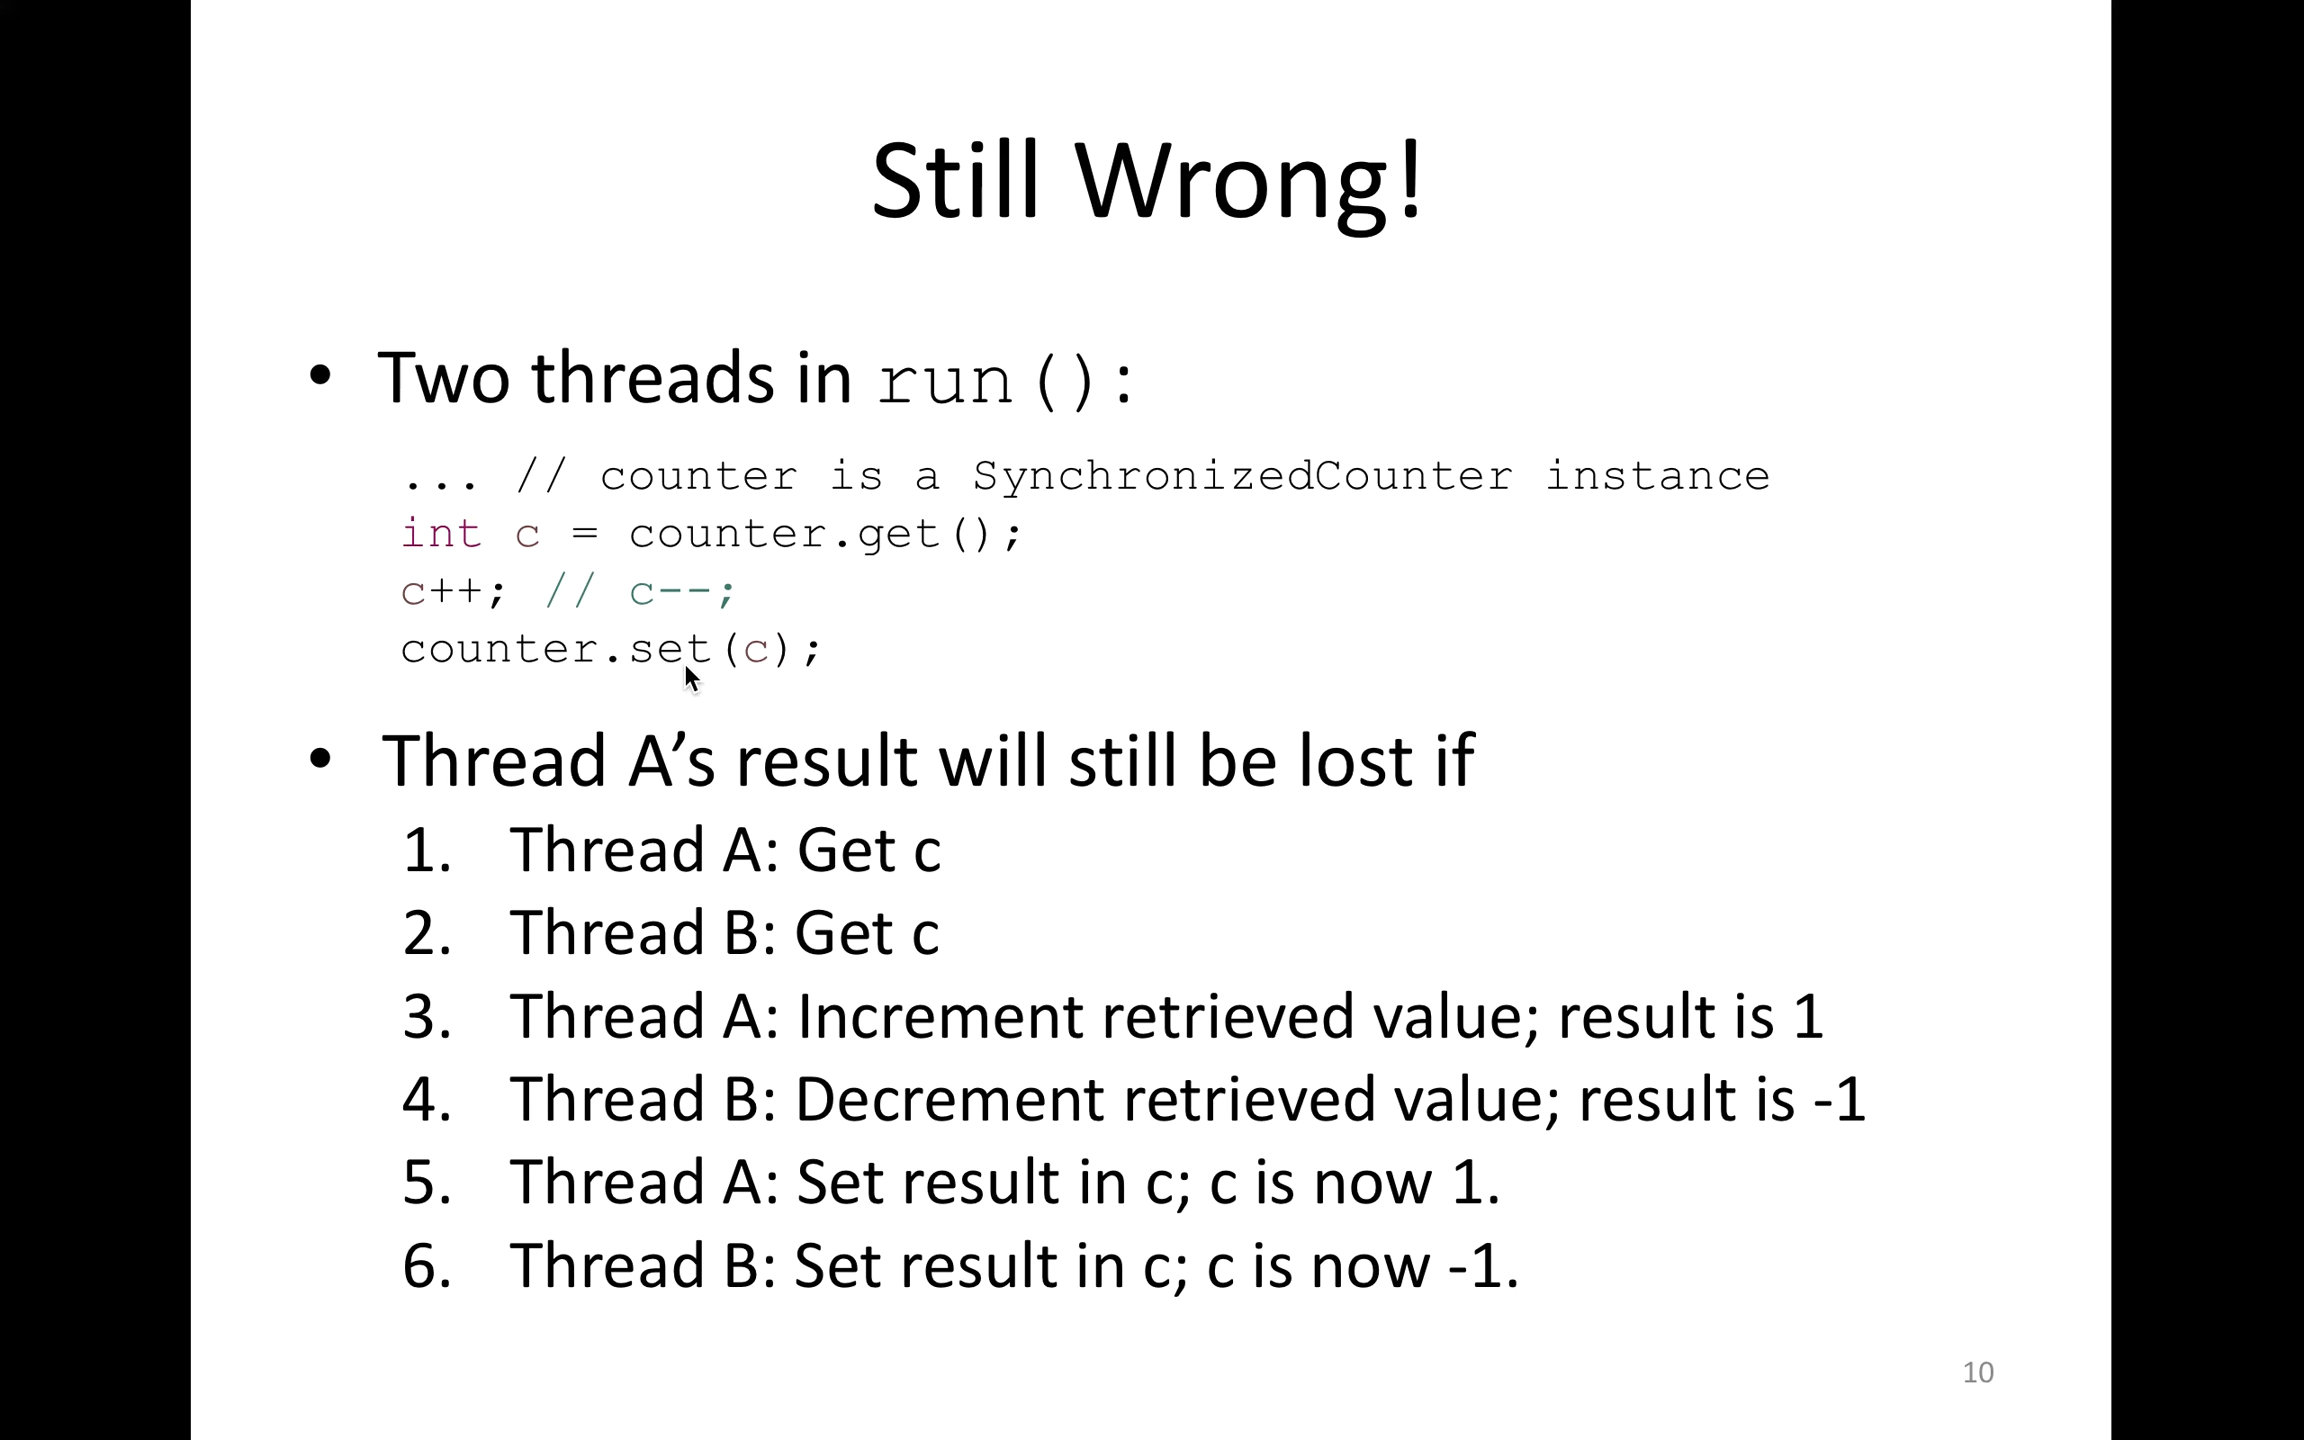 Still Wrong!
• Two threads in run():
... // counter is a SynchronizedCounter instance
int c = counter.get();
c++; // c--;
counter.set(c);
• Thread A’s result will still be lost if
1. Thread A: Get c
2. Thread B: Get c
3. Thread A: Increment retrieved value; result is 1
4. Thread B: Decrement retrieved value; result is -1
5. Thread A: Set result in c; c is now 1.
6. Thread B: Set result in c; c is now -1.
10